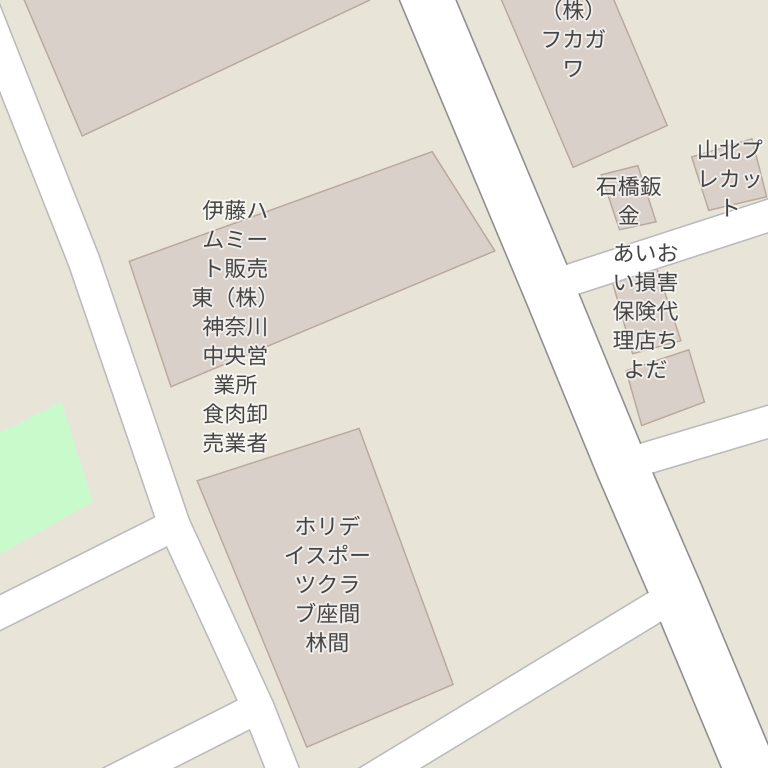 （株）
フカガ
ワ
山北プ
レカッ
ト
石橋鈑
金
伊藤ハ
ムミー
ト販売
東（株）
神奈川
中央営
業所
食肉卸
売業者
あいお
い損害
保険代
理店ち
よだ
ホリデ
イスポー
ツクラ
ブ座間
林間